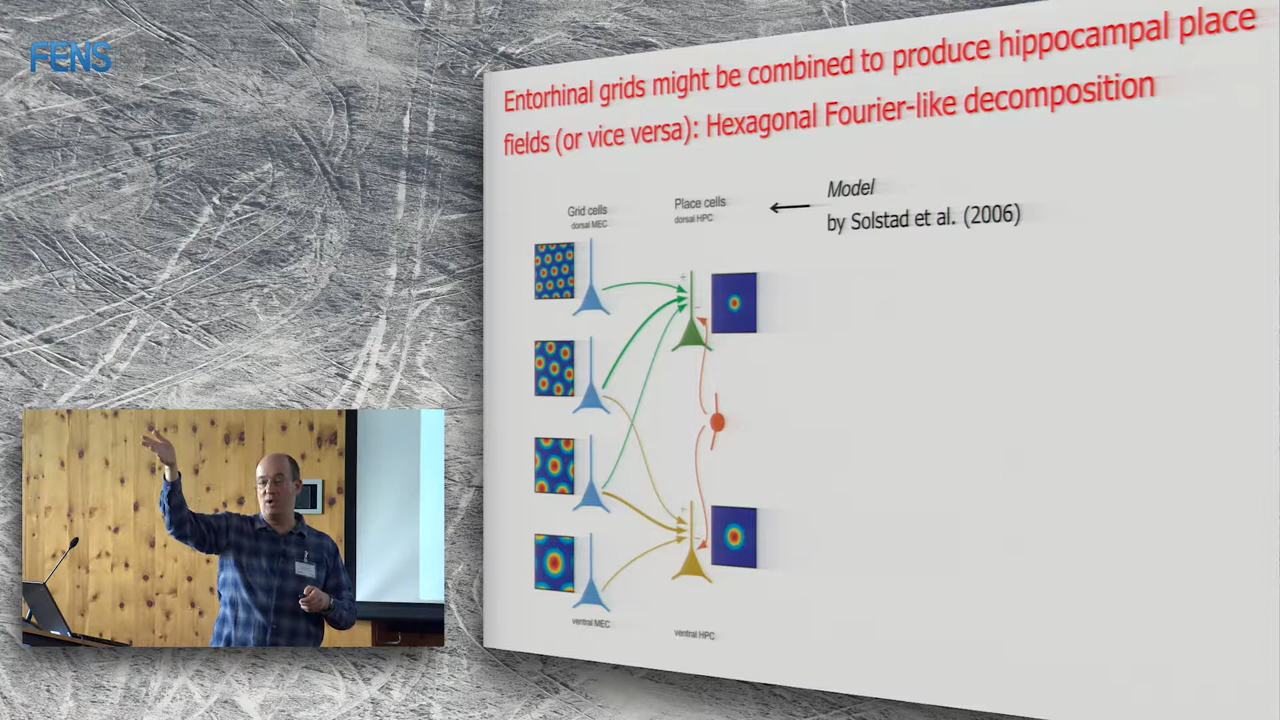 FENS
Entorhinal grids might be combined to produce hippocampal place
fields (or vice versa): Hexagonal Fourier-like decomposition
Model
by Solstad et al. (2006)
Grid cells
dorsal MEC
Place cells
dorsal HPC
+
-
+
-
ventral MEC
ventral HPC